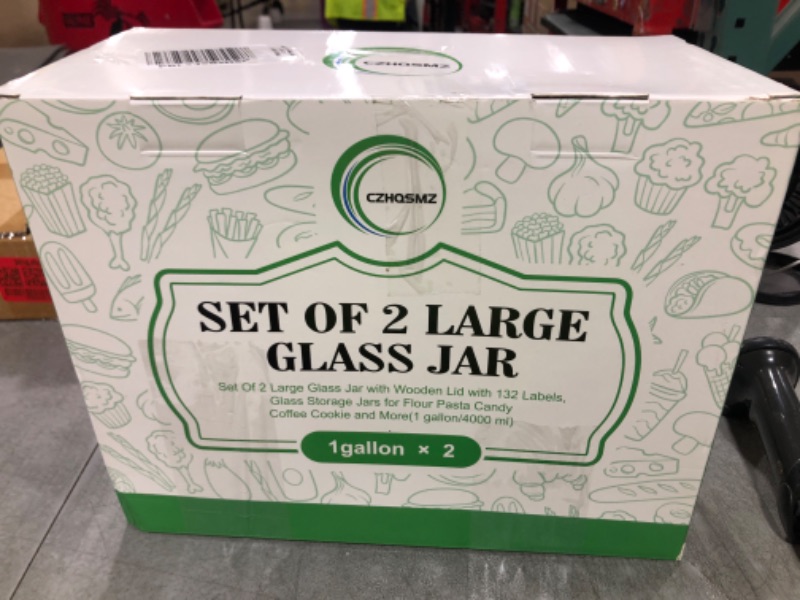 CZHQSMZ
CZHQSMZ
SET OF 2 LARGE
GLASS JAR
Set Of 2 Large Glass Jar with Wooden Lid with 132 Labels,
Glass Storage Jars for Flour Pasta Candy
Coffee Cookie and More(1 gallon/4000 ml)
1gallon × 2